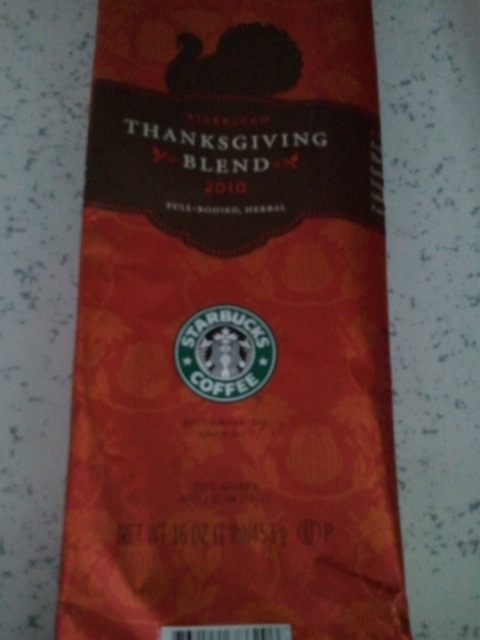 STARBUCKS
THANKSGIVING
BLEND
2010
FULL-BODIED, HERBAL
STARBUCKS
COFFEE
NET WT 16 OZ (1 lb) 453 g Ⓤ P